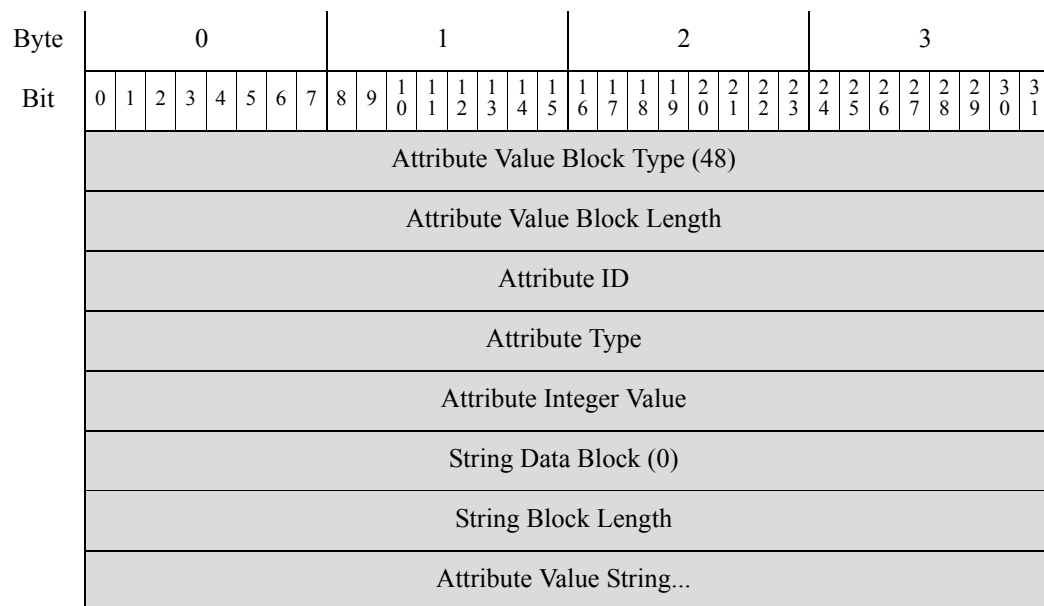 Byte 0 1 2 3
Bit 0 1 2 3 4 5 6 7 8 9 10 11 12 13 14 15 16 17 18 19 20 21 22 23 24 25 26 27 28 29 30 31
Attribute Value Block Type (48)
Attribute Value Block Length
Attribute ID
Attribute Type
Attribute Integer Value
String Data Block (0)
String Block Length
Attribute Value String...